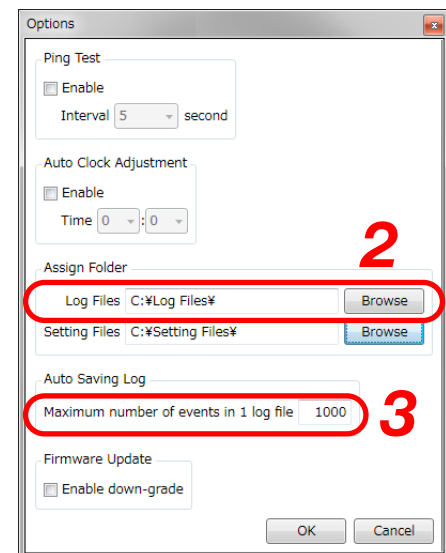 Options
Ping Test
Enable
Interval 5 second
Auto Clock Adjustment
Enable
Time 0 : 0
2
Assign Folder
Log Files C:¥Log Files¥ Browse
Setting Files C:¥Setting Files¥ Browse
Auto Saving Log
Maximum number of events in 1 log file 1000
3
Firmware Update
Enable down-grade
OK Cancel